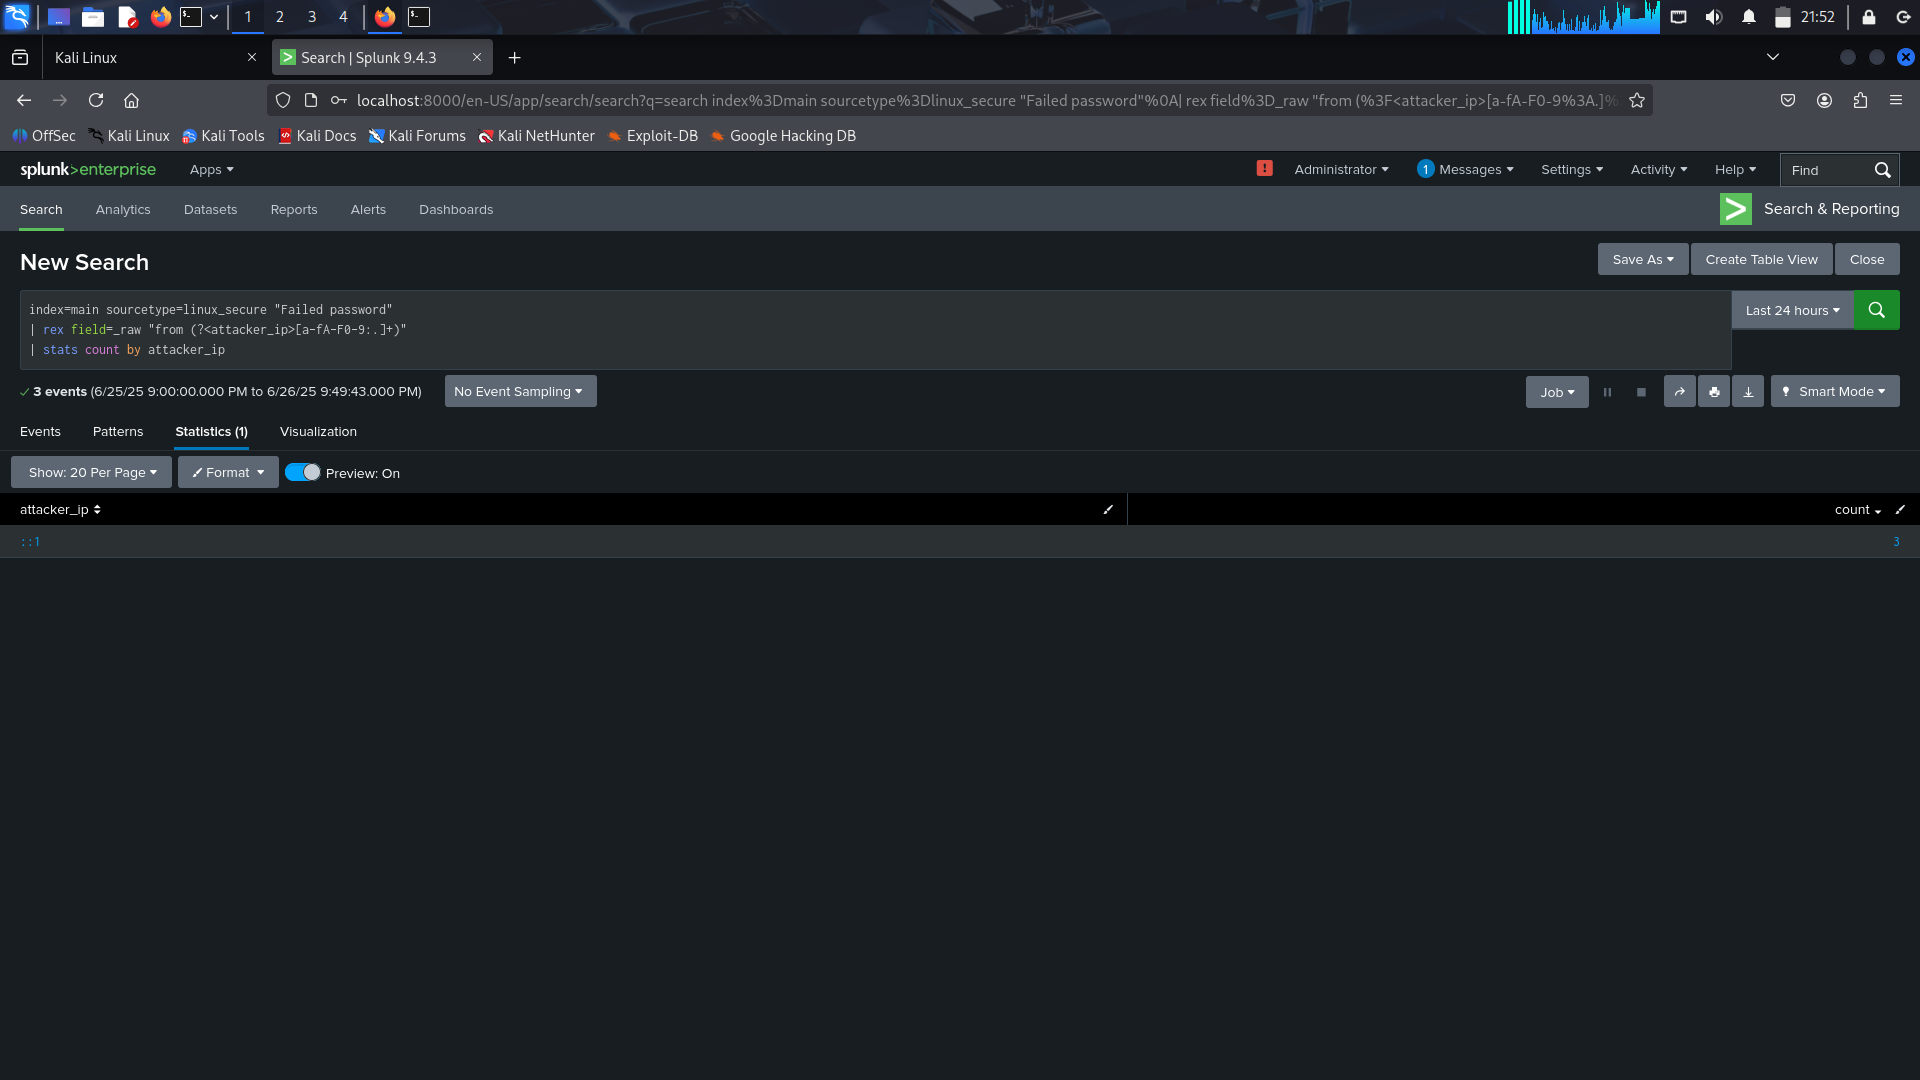 1 2 3 4 21:52
Kali Linux
Search | Splunk 9.4.3
localhost:8000/en-US/app/search/search?q=search index%3Dmain sourcetype%3Dlinux_secure "Failed password"%0A| rex field%3D_raw "from (%3F<attacker_ip>[a-fA-F0-9%3A.]%
OffSec Kali Linux Kali Tools Kali Docs Kali Forums Kali NetHunter Exploit-DB Google Hacking DB
splunk>enterprise Apps ! Administrator 1 Messages Settings Activity Help Find
Search Analytics Datasets Reports Alerts Dashboards > Search & Reporting
New Search Save As Create Table View Close
index=main sourcetype=linux_secure "Failed password" Last 24 hours
| rex field=_raw "from (?<attacker_ip>[a-fA-F0-9:.]+)"
| stats count by attacker_ip
3 events (6/25/25 9:00:00.000 PM to 6/26/25 9:49:43.000 PM) No Event Sampling Job Smart Mode
Events Patterns Statistics (1) Visualization
Show: 20 Per Page Format Preview: On
attacker_ip count
::1 3